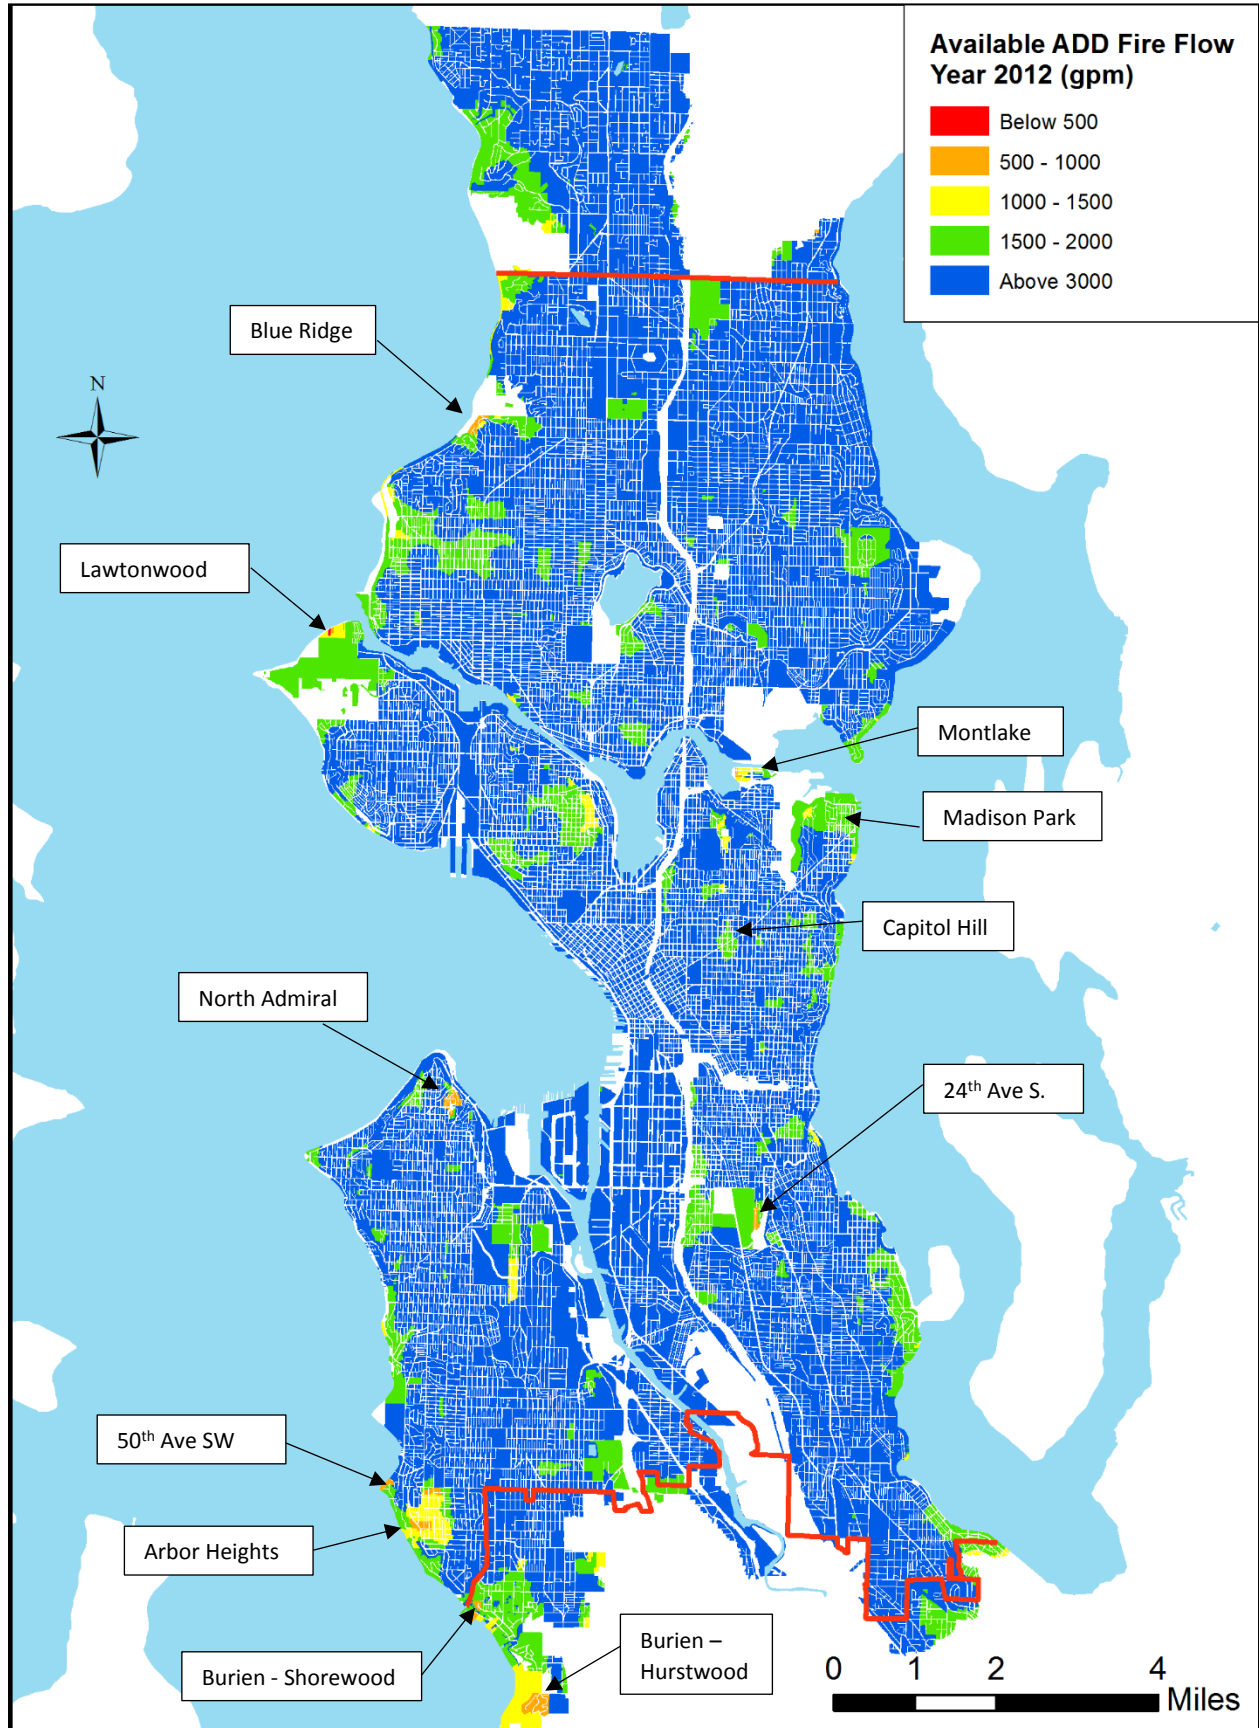 Available ADD Fire Flow
Year 2012 (gpm)
Below 500
500 - 1000
1000 - 1500
1500 - 2000
Above 3000
Blue Ridge
N
Lawtonwood
Montlake
Madison Park
Capitol Hill
North Admiral
24th Ave S.
50th Ave SW
Arbor Heights
Burien - Shorewood
Burien –
Hurstwood
0 1 2 4
Miles